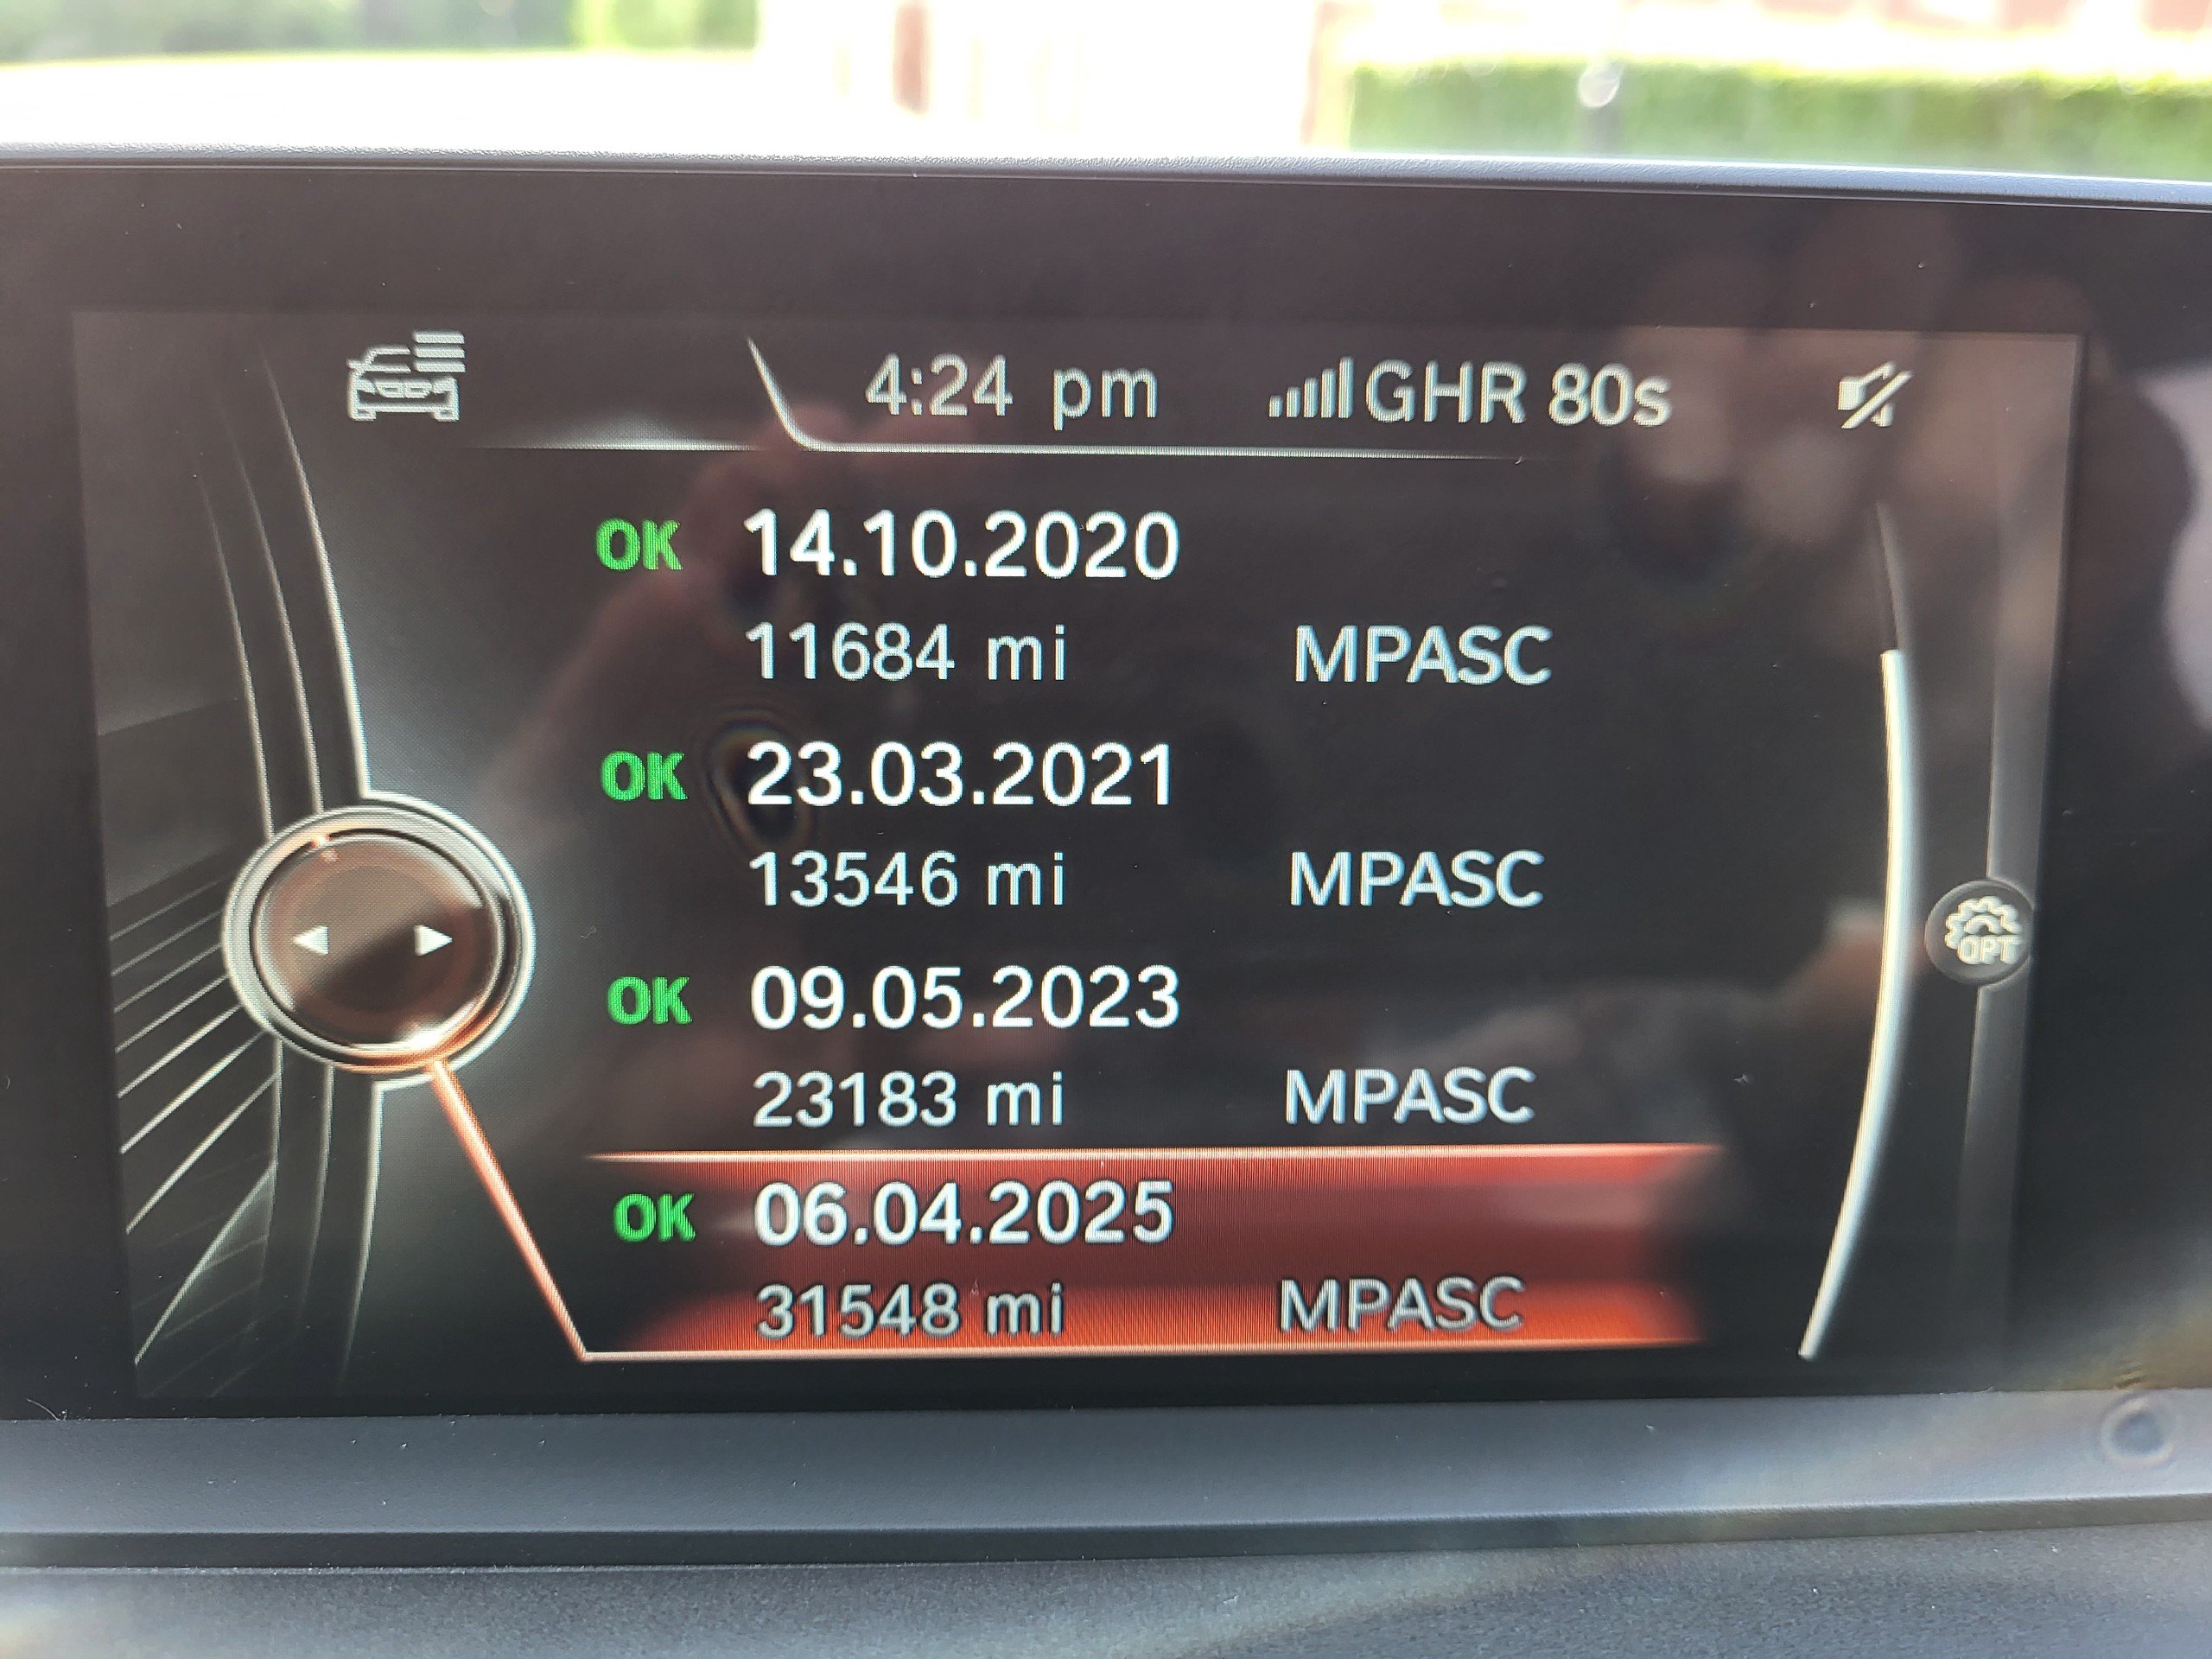 4:24 pm GHR 80s
OK 14.10.2020
11684 mi MPASC
OK 23.03.2021
13546 mi MPASC
OK 09.05.2023
23183 mi MPASC
OPT
OK 06.04.2025
31548 mi MPASC